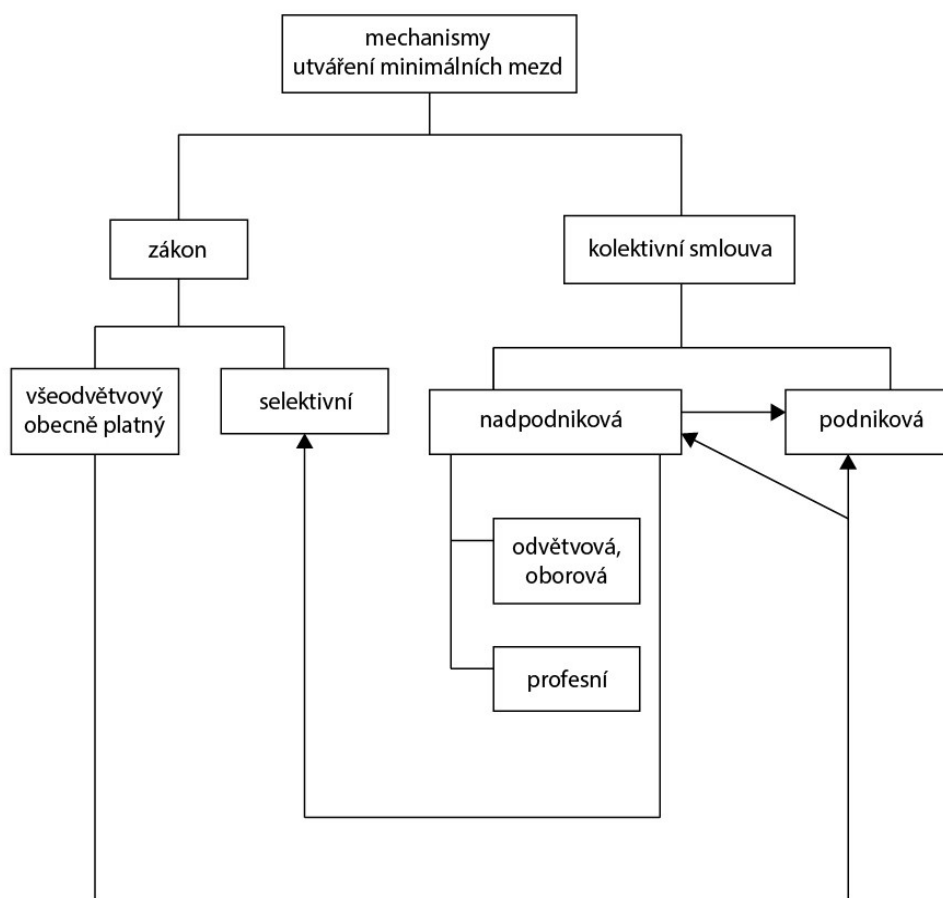 mechanismy
utváření minimálních mezd
zákon
kolektivní smlouva
všeodvětvový
obecně platný
selektivní
nadpodniková
podniková
odvětvová,
oborová
profesní